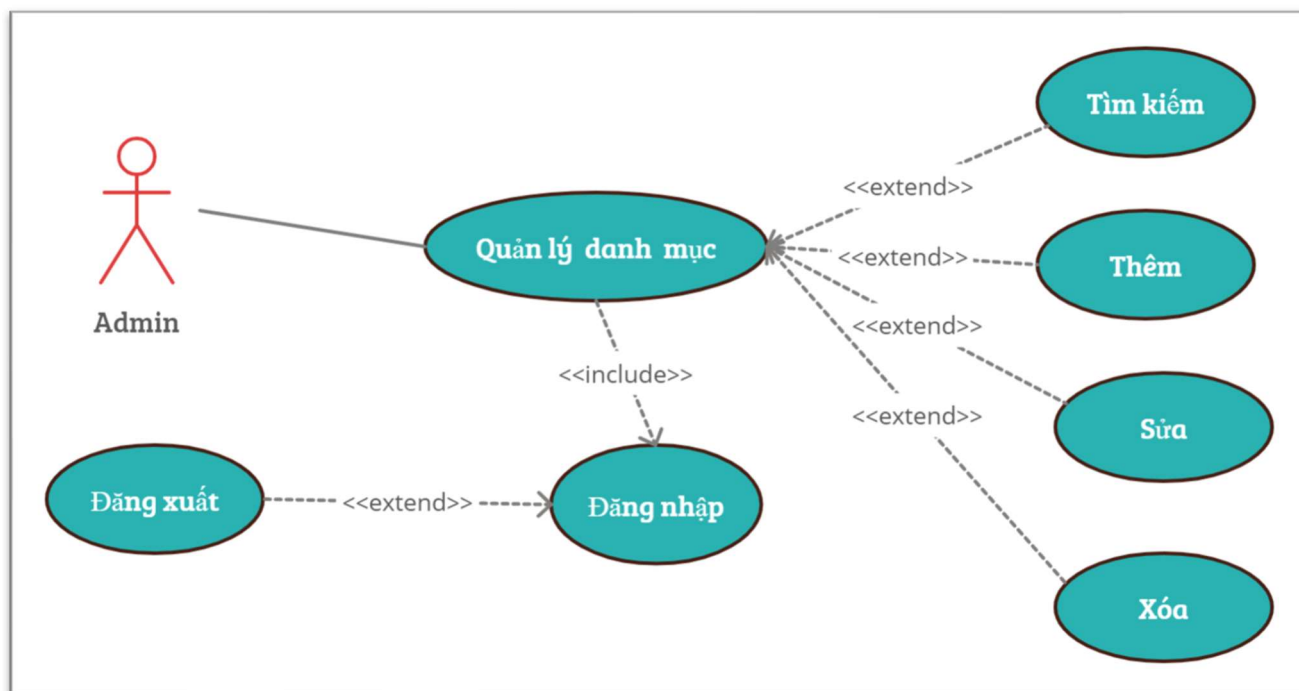 Tìm kiếm
<<extend>>
Quản lý danh mục
<<extend>>
Thêm
Admin
<<extend>>
<<include>>
<<extend>>
Sửa
Đăng xuất
<<extend>>
Đăng nhập
Xóa